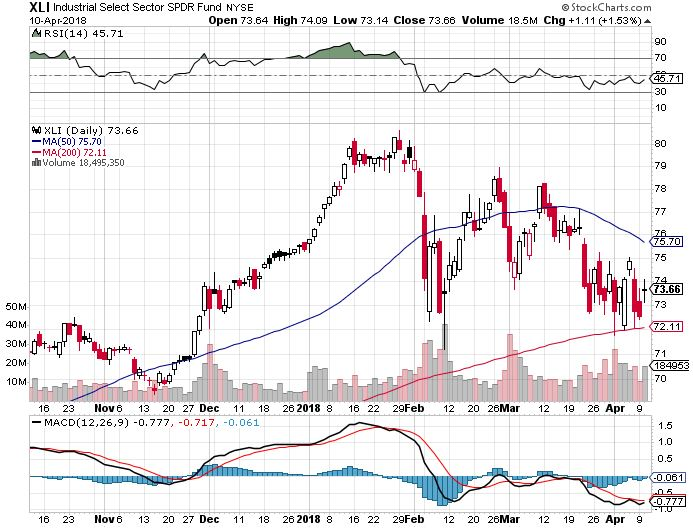 XLI Industrial Select Sector SPDR Fund NYSE © StockCharts.com
10-Apr-2018 Open 73.64 High 74.09 Low 73.14 Close 73.66 Volume 18.5M Chg +1.11 (+1.53%)
RSI(14) 45.71
90
70
45.71
30
10
XLI (Daily) 73.66
MA(50) 75.70
MA(200) 72.11
Volume 18,495,350
80
79
78
77
76
75.70
74
73.66
73
72.11
71
70
50M
40M
30M
20M
10M
184953
16 23 Nov 6 13 20 27 Dec 11 18 26 2018 8 16 22 29 Feb 12 20 26 Mar 12 19 26 Apr 9
MACD(12,26,9) -0.777, -0.717, -0.061
1.5
1.0
0.5
-0.061
-0.777
16 23 Nov 6 13 20 27 Dec 11 18 26 2018 8 16 22 29 Feb 12 20 26 Mar 12 19 26 Apr 9